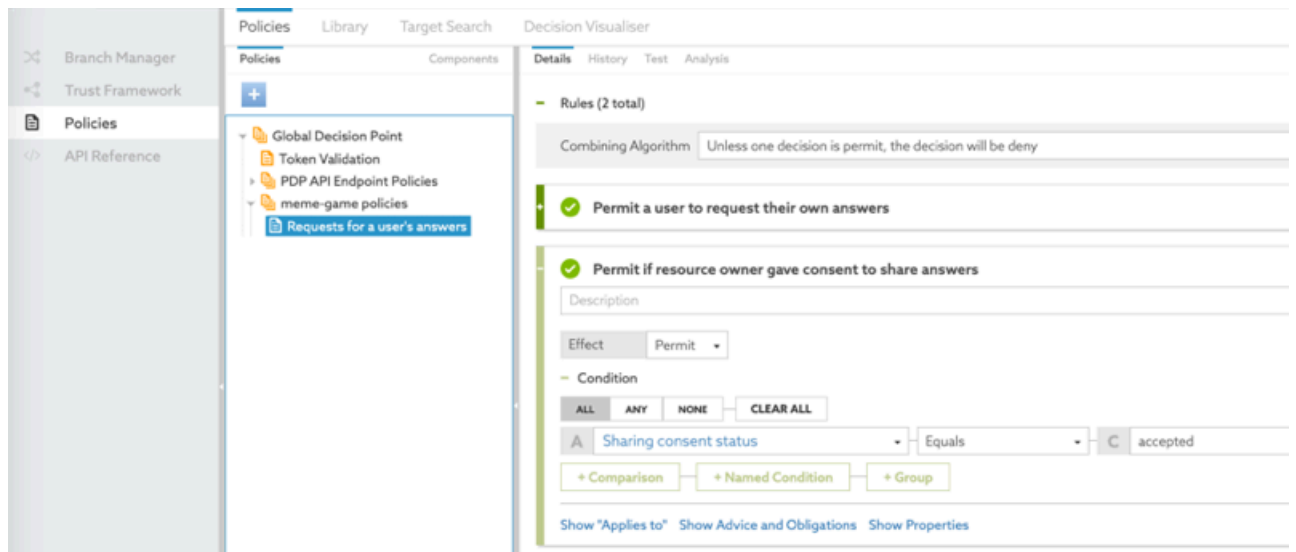 Policies Library Target Search Decision Visualiser
Branch Manager
Trust Framework
Policies
API Reference
Policies Components
+
Global Decision Point
Token Validation
PDP API Endpoint Policies
meme-game policies
Requests for a user's answers
Details History Test Analysis
Rules (2 total)
Combining Algorithm Unless one decision is permit, the decision will be deny
Permit a user to request their own answers
Permit if resource owner gave consent to share answers
Description
Effect Permit
Condition
ALL ANY NONE CLEAR ALL
A Sharing consent status Equals C accepted
+ Comparison + Named Condition + Group
Show "Applies to" Show Advice and Obligations Show Properties